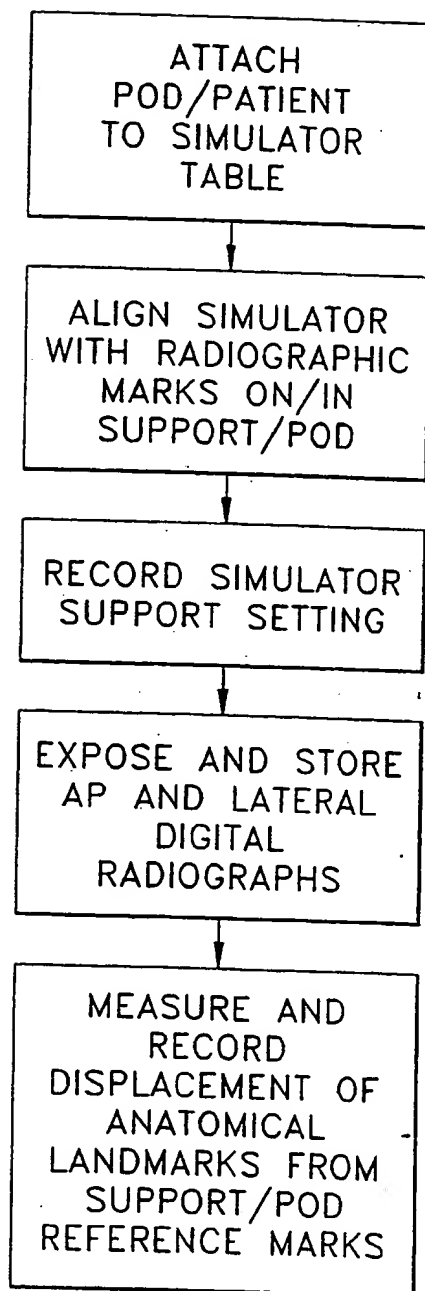 ATTACH
POD/PATIENT
TO SIMULATOR
TABLE
ALIGN SIMULATOR
WITH RADIOGRAPHIC
MARKS ON/IN
SUPPORT/POD
RECORD SIMULATOR
SUPPORT SETTING
EXPOSE AND STORE
AP AND LATERAL
DIGITAL
RADIOGRAPHS
MEASURE AND
RECORD
DISPLACEMENT OF
ANATOMICAL
LANDMARKS FROM
SUPPORT/POD
REFERENCE MARKS